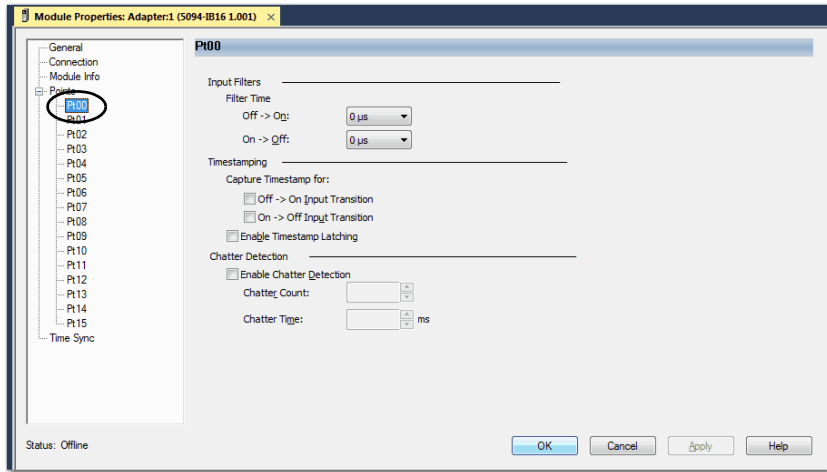 Module Properties: Adapter:1 (5094-IB16 1.001) ×
General
Connection
Module Info
Points
Pt00
Pt01
Pt02
Pt03
Pt04
Pt05
Pt06
Pt07
Pt08
Pt09
Pt10
Pt11
Pt12
Pt13
Pt14
Pt15
Time Sync
Pt00
Input Filters
Filter Time
Off -> On: 0 µs
On -> Off: 0 µs
Timestamping
Capture Timestamp for:
Off -> On Input Transition
On -> Off Input Transition
Enable Timestamp Latching
Chatter Detection
Enable Chatter Detection
Chatter Count:
Chatter Time: ms
Status: Offline
OK Cancel Apply Help